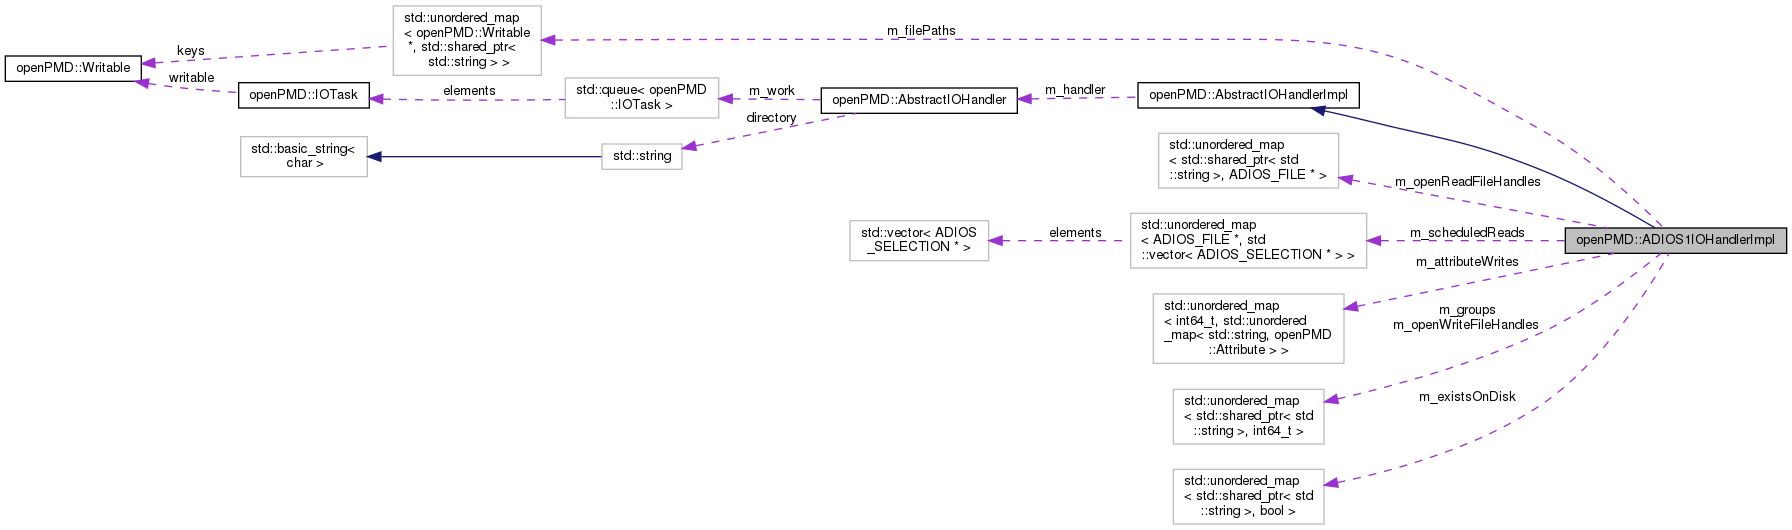 std::unordered_map
< openPMD::Writable
*, std::shared_ptr<
std::string > >
m_filePaths
keys
openPMD::Writable
writable
openPMD::IOTask
elements
std::queue< openPMD
::IOTask >
m_work
openPMD::AbstractIOHandler
m_handler
openPMD::AbstractIOHandlerImpl
directory
std::basic_string<
char >
std::string
std::unordered_map
< std::shared_ptr< std
::string >, ADIOS_FILE * >
m_openReadFileHandles
std::vector< ADIOS
_SELECTION * >
elements
std::unordered_map
< ADIOS_FILE *, std
::vector< ADIOS_SELECTION * > >
m_scheduledReads
openPMD::ADIOS1IOHandlerImpl
m_attributeWrites
std::unordered_map
< int64_t, std::unordered
_map< std::string, openPMD
::Attribute > >
m_groups
m_openWriteFileHandles
std::unordered_map
< std::shared_ptr< std
::string >, int64_t >
m_existsOnDisk
std::unordered_map
< std::shared_ptr< std
::string >, bool >